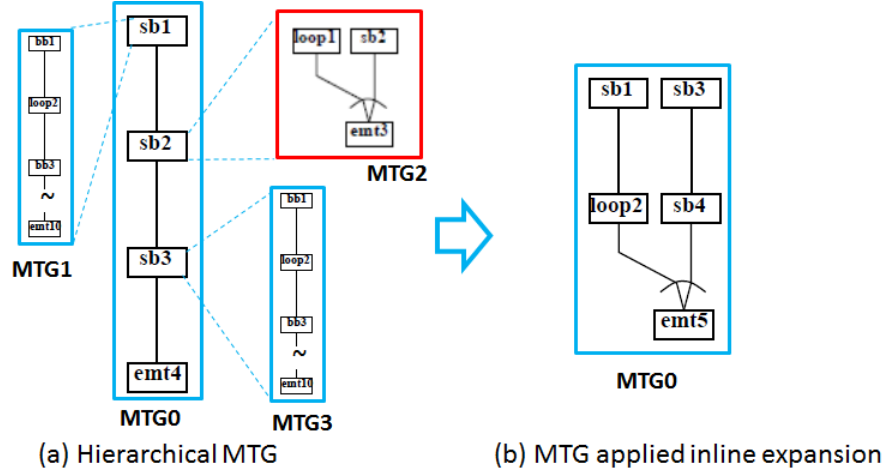 bb1
loop2
bb3
~
emt10
MTG1
sb1
sb2
sb3
emt4
MTG0
loop1 sb2
emt3
MTG2
bb1
loop2
bb3
~
emt10
MTG3
(a) Hierarchical MTG
sb1 sb3
loop2 sb4
emt5
MTG0
(b) MTG applied inline expansion